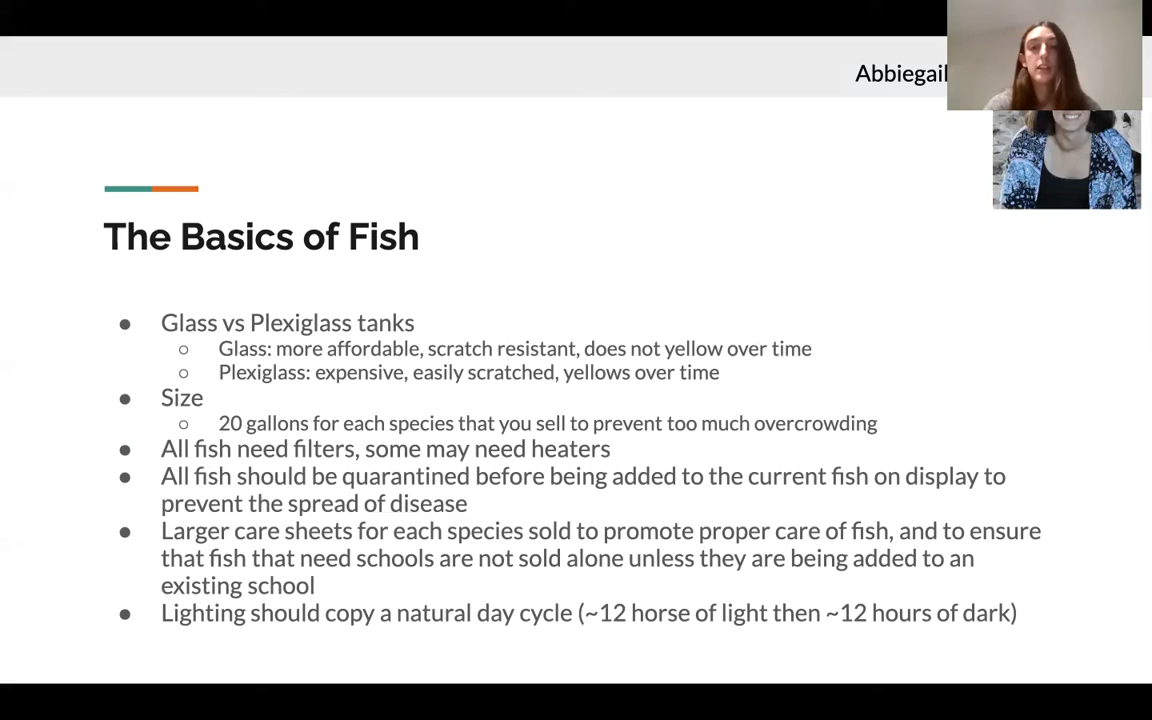 Abbiegail
The Basics of Fish
● Glass vs Plexiglass tanks
○ Glass: more affordable, scratch resistant, does not yellow over time
○ Plexiglass: expensive, easily scratched, yellows over time
● Size
○ 20 gallons for each species that you sell to prevent too much overcrowding
● All fish need filters, some may need heaters
● All fish should be quarantined before being added to the current fish on display to
prevent the spread of disease
● Larger care sheets for each species sold to promote proper care of fish, and to ensure
that fish that need schools are not sold alone unless they are being added to an
existing school
● Lighting should copy a natural day cycle (~12 horse of light then ~12 hours of dark)